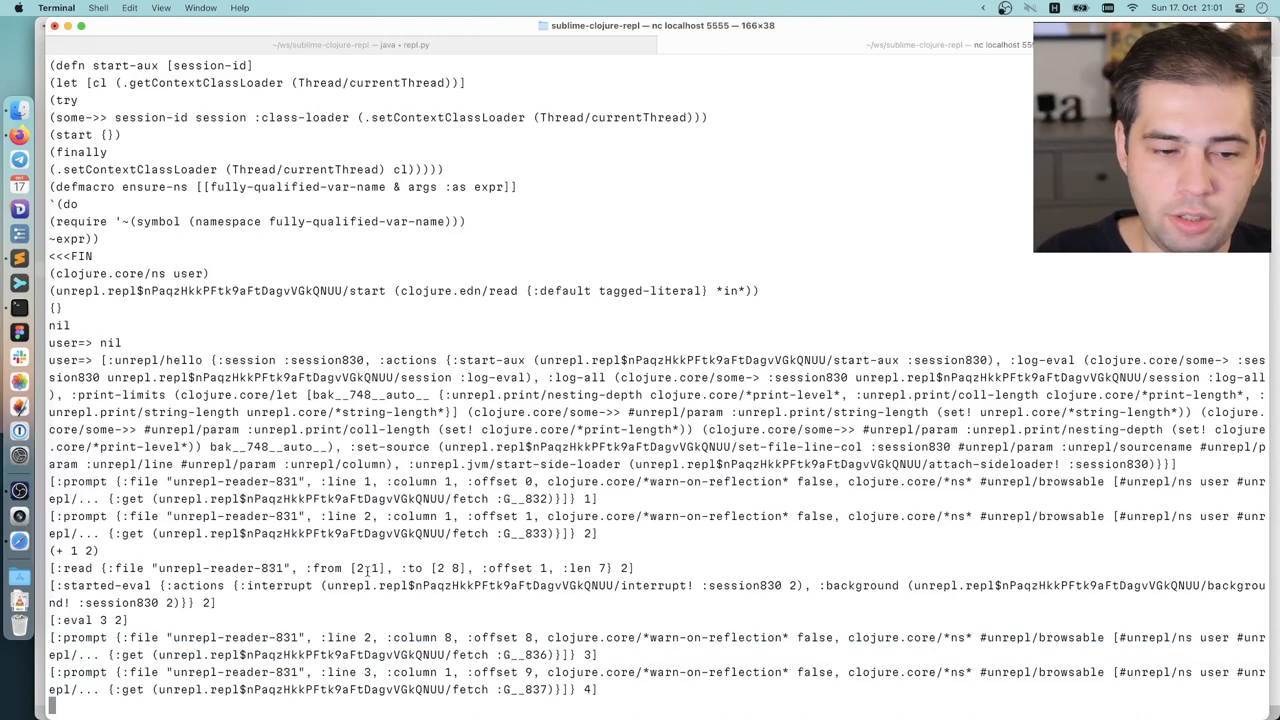 Terminal Shell Edit View Window Help
Sun 17. Oct 21:01
sublime-clojure-repl — nc localhost 5555 — 166×38
~/ws/sublime-clojure-repl — java • repl.py
~/ws/sublime-clojure-repl — nc localhost 555
(defn start-aux [session-id]
(let [cl (.getContextClassLoader (Thread/currentThread))]
(try
(some->> session-id session :class-loader (.setContextClassLoader (Thread/currentThread)))
(start {})
(finally
(.setContextClassLoader (Thread/currentThread) cl)))))
(defmacro ensure-ns [[fully-qualified-var-name & args :as expr]]
`(do
(require '~(symbol (namespace fully-qualified-var-name)))
~expr))
<<<FIN
(clojure.core/ns user)
(unrepl.repl$nPaqzHkkPFtk9aFtDagvVGkQNUU/start (clojure.edn/read {:default tagged-literal} *in*))
{}
nil
user=> nil
user=> [:unrepl/hello {:session :session830, :actions {:start-aux (unrepl.repl$nPaqzHkkPFtk9aFtDagvVGkQNUU/start-aux :session830), :log-eval (clojure.core/some-> :ses
sion830 unrepl.repl$nPaqzHkkPFtk9aFtDagvVGkQNUU/session :log-eval), :log-all (clojure.core/some-> :session830 unrepl.repl$nPaqzHkkPFtk9aFtDagvVGkQNUU/session :log-all
), :print-limits (clojure.core/let [bak__748__auto__ {:unrepl.print/nesting-depth clojure.core/*print-level*, :unrepl.print/coll-length clojure.core/*print-length*, :
unrepl.print/string-length unrepl.core/*string-length*}] (clojure.core/some->> #unrepl/param :unrepl.print/string-length (set! unrepl.core/*string-length*)) (clojure.
core/some->> #unrepl/param :unrepl.print/coll-length (set! clojure.core/*print-length*)) (clojure.core/some->> #unrepl/param :unrepl.print/nesting-depth (set! clojure
.core/*print-level*)) bak__748__auto__), :set-source (unrepl.repl$nPaqzHkkPFtk9aFtDagvVGkQNUU/set-file-line-col :session830 #unrepl/param :unrepl/sourcename #unrepl/p
aram :unrepl/line #unrepl/param :unrepl/column), :unrepl.jvm/start-side-loader (unrepl.repl$nPaqzHkkPFtk9aFtDagvVGkQNUU/attach-sideloader! :session830)}}]
[:prompt {:file "unrepl-reader-831", :line 1, :column 1, :offset 0, clojure.core/*warn-on-reflection* false, clojure.core/*ns* #unrepl/browsable [#unrepl/ns user #unr
epl/... {:get (unrepl.repl$nPaqzHkkPFtk9aFtDagvVGkQNUU/fetch :G__832)}]} 1]
[:prompt {:file "unrepl-reader-831", :line 2, :column 1, :offset 1, clojure.core/*warn-on-reflection* false, clojure.core/*ns* #unrepl/browsable [#unrepl/ns user #unr
epl/... {:get (unrepl.repl$nPaqzHkkPFtk9aFtDagvVGkQNUU/fetch :G__833)}]} 2]
(+ 1 2)
[:read {:file "unrepl-reader-831", :from [2 1], :to [2 8], :offset 1, :len 7} 2]
[:started-eval {:actions {:interrupt (unrepl.repl$nPaqzHkkPFtk9aFtDagvVGkQNUU/interrupt! :session830 2), :background (unrepl.repl$nPaqzHkkPFtk9aFtDagvVGkQNUU/backgrou
nd! :session830 2)}} 2]
[:eval 3 2]
[:prompt {:file "unrepl-reader-831", :line 2, :column 8, :offset 8, clojure.core/*warn-on-reflection* false, clojure.core/*ns* #unrepl/browsable [#unrepl/ns user #unr
epl/... {:get (unrepl.repl$nPaqzHkkPFtk9aFtDagvVGkQNUU/fetch :G__836)}]} 3]
[:prompt {:file "unrepl-reader-831", :line 3, :column 1, :offset 9, clojure.core/*warn-on-reflection* false, clojure.core/*ns* #unrepl/browsable [#unrepl/ns user #unr
epl/... {:get (unrepl.repl$nPaqzHkkPFtk9aFtDagvVGkQNUU/fetch :G__837)}]} 4]